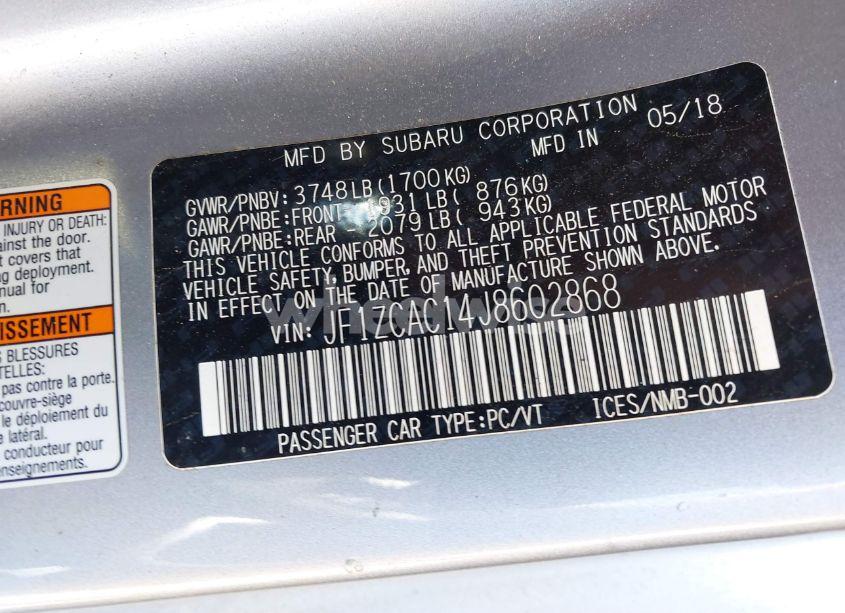 RNING
INJURY OR DEATH:
ainst the door.
t covers that
ng deployment.
nual for
n.
ISSEMENT
S BLESSURES
TELLES:
pas contre la porte.
couvre-siège
le déploiement du
e latéral.
conducteur pour
enseignements.
MFD BY SUBARU CORPORATION 05/18
MFD IN
GVWR/PNBV: 3748LB(1700KG)
GAWR/PNBE:FRONT-1931 LB( 876KG)
GAWR/PNBE:REAR -2079 LB( 943KG)
THIS VEHICLE CONFORMS TO ALL APPLICABLE FEDERAL MOTOR
VEHICLE SAFETY, BUMPER, AND THEFT PREVENTION STANDARDS
IN EFFECT ON THE DATE OF MANUFACTURE SHOWN ABOVE.
VIN: JF1ZCAC14J8602868
PASSENGER CAR TYPE:PC/VT ICES/NMB-002